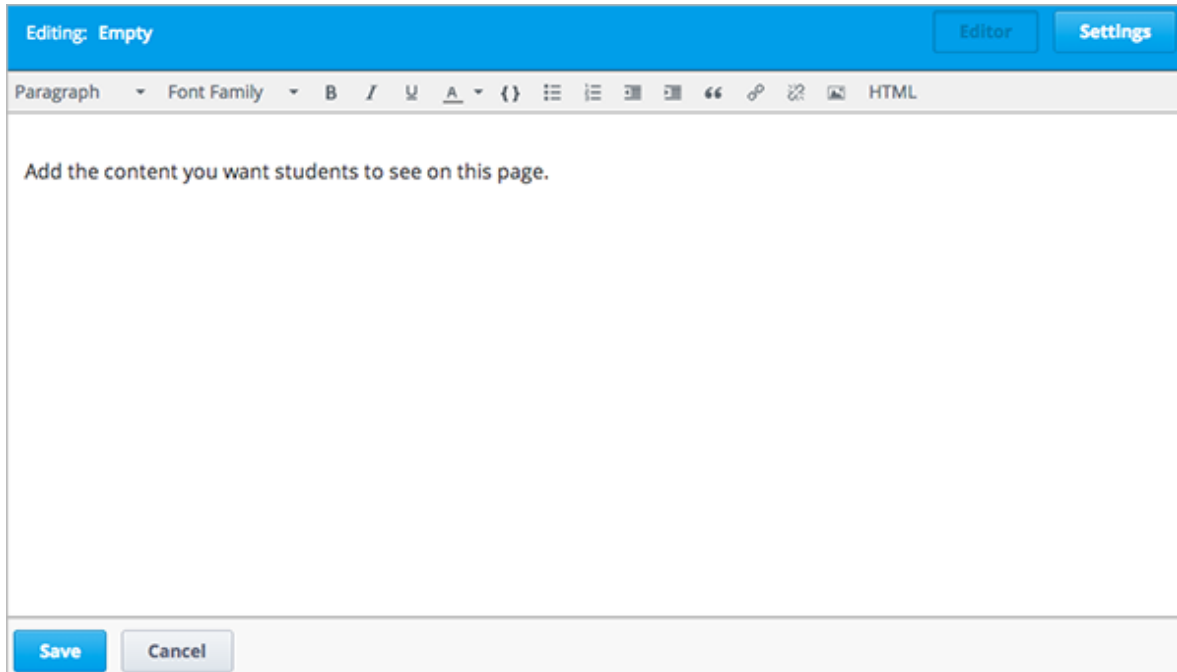 Editing: Empty Editor Settings
Paragraph Font Family B I U A {} “ HTML
Add the content you want students to see on this page.
Save Cancel